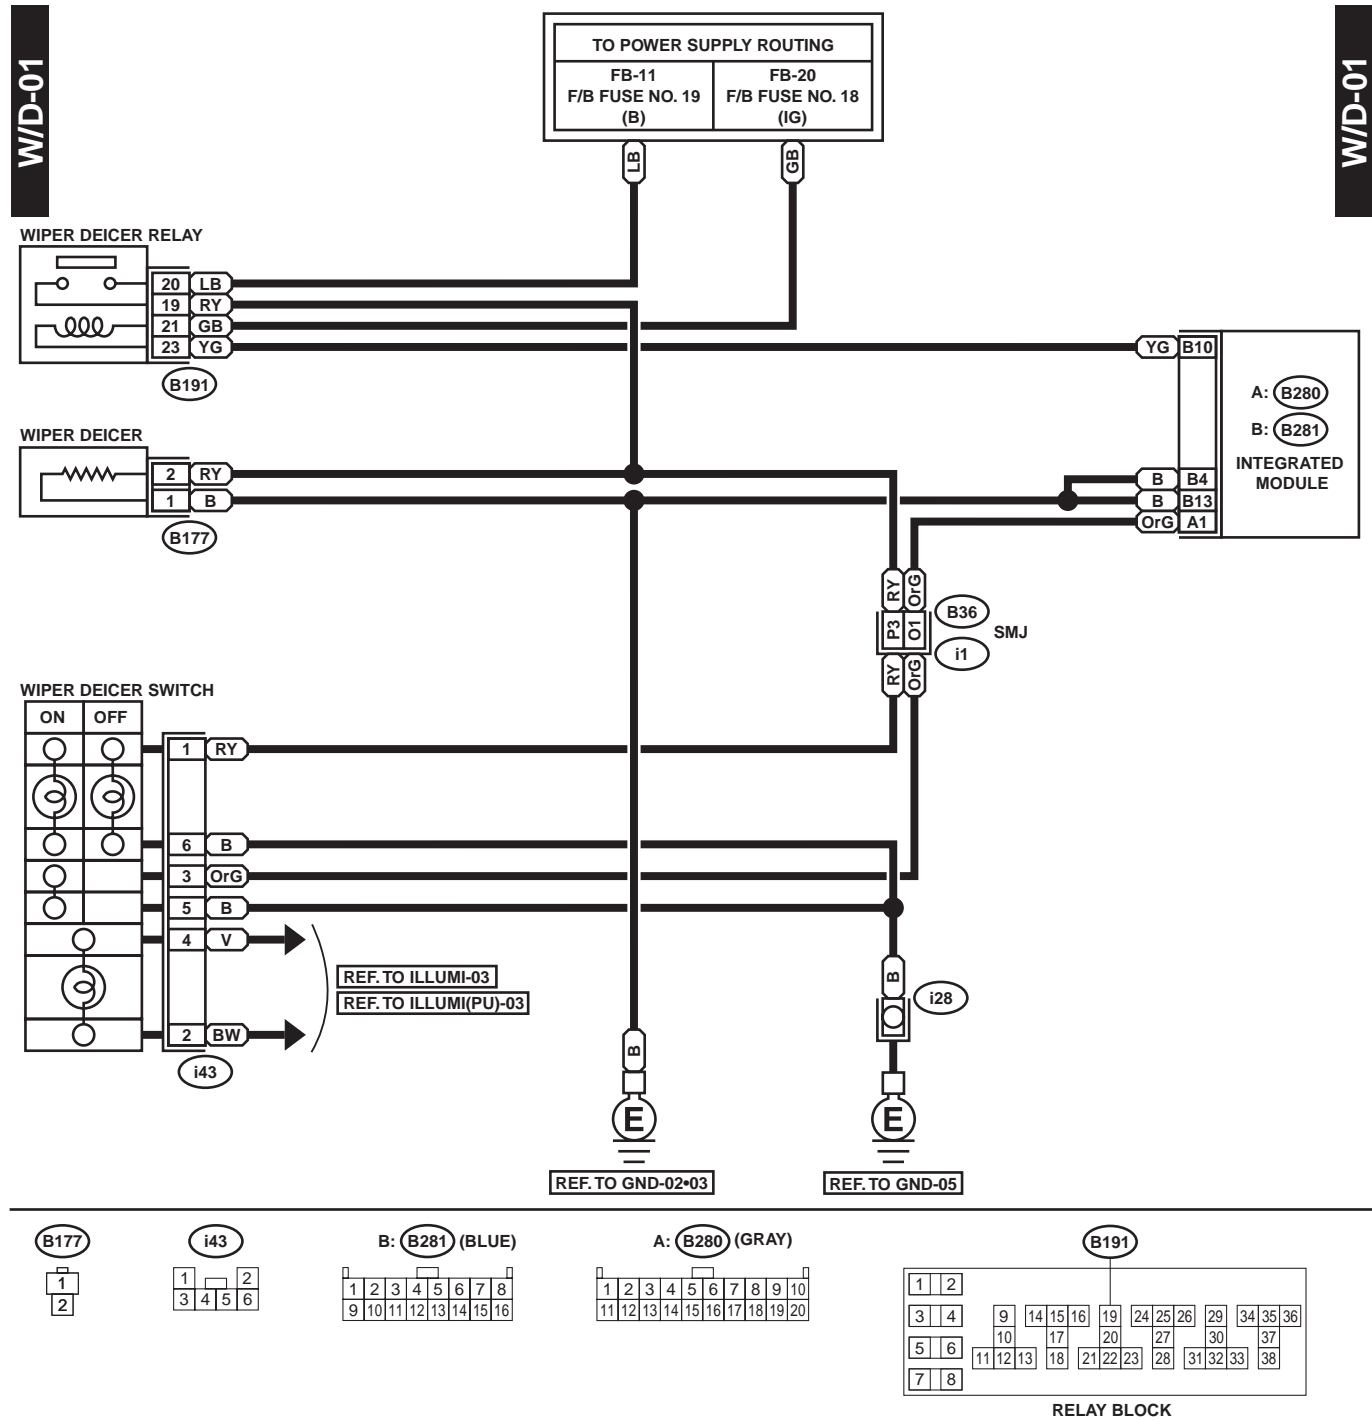 W/D-01
W/D-01
TO POWER SUPPLY ROUTING
FB-11
F/B FUSE NO. 19
(B)
FB-20
F/B FUSE NO. 18
(IG)
LB
GB
WIPER DEICER RELAY
20 LB
19 RY
21 GB
23 YG
B191
YG B10
A: B280
B: B281
INTEGRATED
MODULE
B B4
B B13
OrG A1
WIPER DEICER
2 RY
1 B
B177
RY OrG
P3 O1
B36
SMJ
i1
RY OrG
WIPER DEICER SWITCH
ON OFF
1 RY
6 B
3 OrG
5 B
4 V
2 BW
i43
REF. TO ILLUMI-03
REF. TO ILLUMI(PU)-03
B
i28
B
E
E
REF. TO GND-02•03
REF. TO GND-05
B177
1
2
i43
1 2
3 4 5 6
B: B281 (BLUE)
1 2 3 4 5 6 7 8
9 10 11 12 13 14 15 16
A: B280 (GRAY)
1 2 3 4 5 6 7 8 9 10
11 12 13 14 15 16 17 18 19 20
B191
1 2
3 4 9 14 15 16 19 24 25 26 29 34 35 36
10 17 20 27 30 37
5 6 11 12 13 18 21 22 23 28 31 32 33 38
7 8
RELAY BLOCK